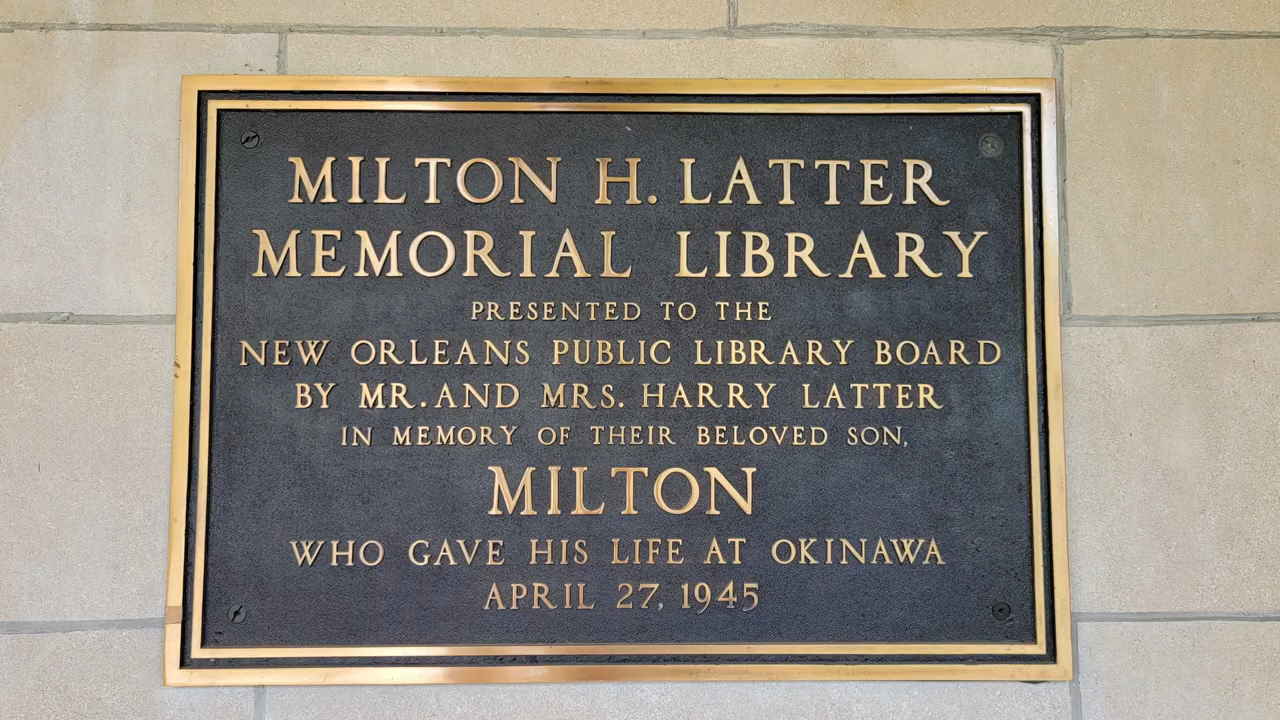 MILTON H. LATTER
MEMORIAL LIBRARY
PRESENTED TO THE
NEW ORLEANS PUBLIC LIBRARY BOARD
BY MR. AND MRS. HARRY LATTER
IN MEMORY OF THEIR BELOVED SON,
MILTON
WHO GAVE HIS LIFE AT OKINAWA
APRIL 27, 1945